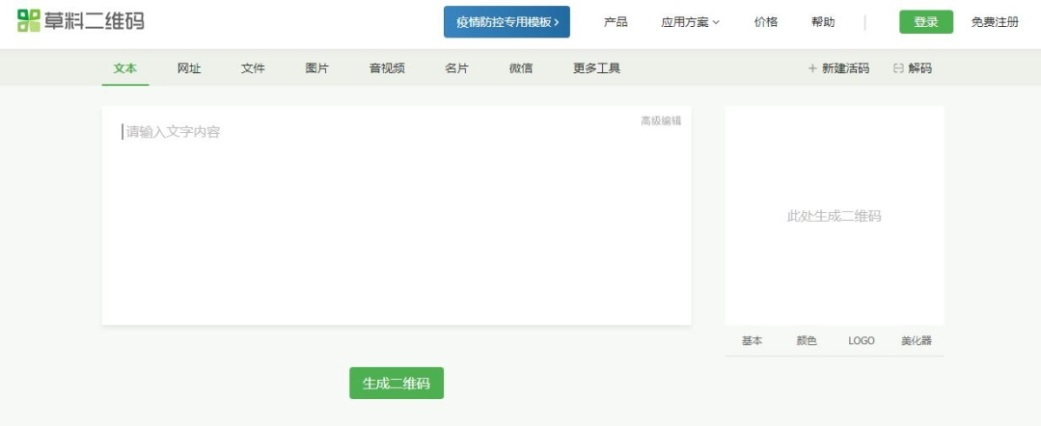 草料二维码 疫情防控专用模板› 产品 应用方案 价格 帮助 登录 免费注册
文本 网址 文件 图片 音视频 名片 微信 更多工具 + 新建活码 解码
请输入文字内容 高级编辑
此处生成二维码
基本 颜色 LOGO 美化器
生成二维码